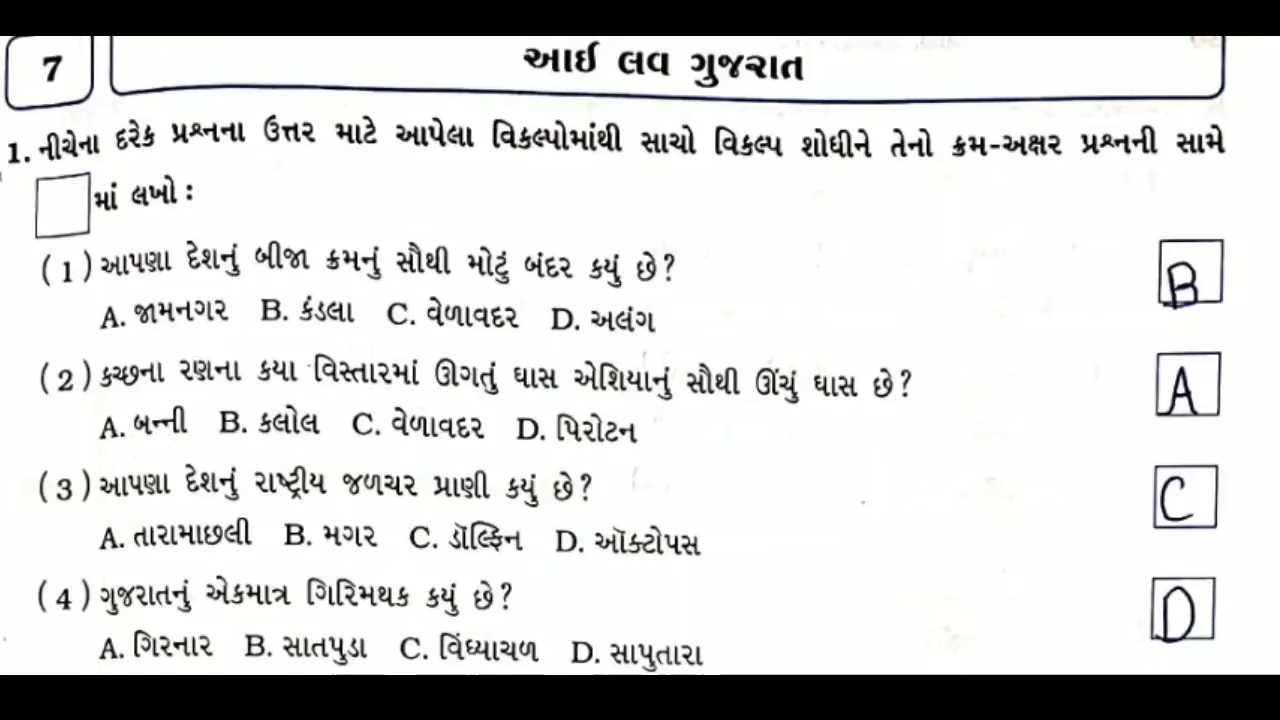 7 આઈ લવ ગુજરાત
1. નીચેના દરેક પ્રશ્નના ઉત્તર માટે આપેલા વિકલ્પોમાંથી સાચો વિકલ્પ શોધીને તેનો ક્રમ-અક્ષર પ્રશ્નની સામે
માં લખો :
(1) આપણા દેશનું બીજા ક્રમનું સૌથી મોટું બંદર કયું છે? B
A. જામનગર B. કંડલા C. વેળાવદર D. અલંગ
(2) કચ્છના રણના કયા વિસ્તારમાં ઊગતું ઘાસ એશિયાનું સૌથી ઊંચું ઘાસ છે? A
A. બન્ની B. કલોલ C. વેળાવદર D. પિરોટન
(3) આપણા દેશનું રાષ્ટ્રીય જળચર પ્રાણી કયું છે? C
A. તારામાછલી B. મગર C. ડૉલ્ફિન D. ઑક્ટોપસ
(4) ગુજરાતનું એકમાત્ર ગિરિમથક કયું છે? D
A. ગિરનાર B. સાતપુડા C. વિંધ્યાચળ D. સાપુતારા